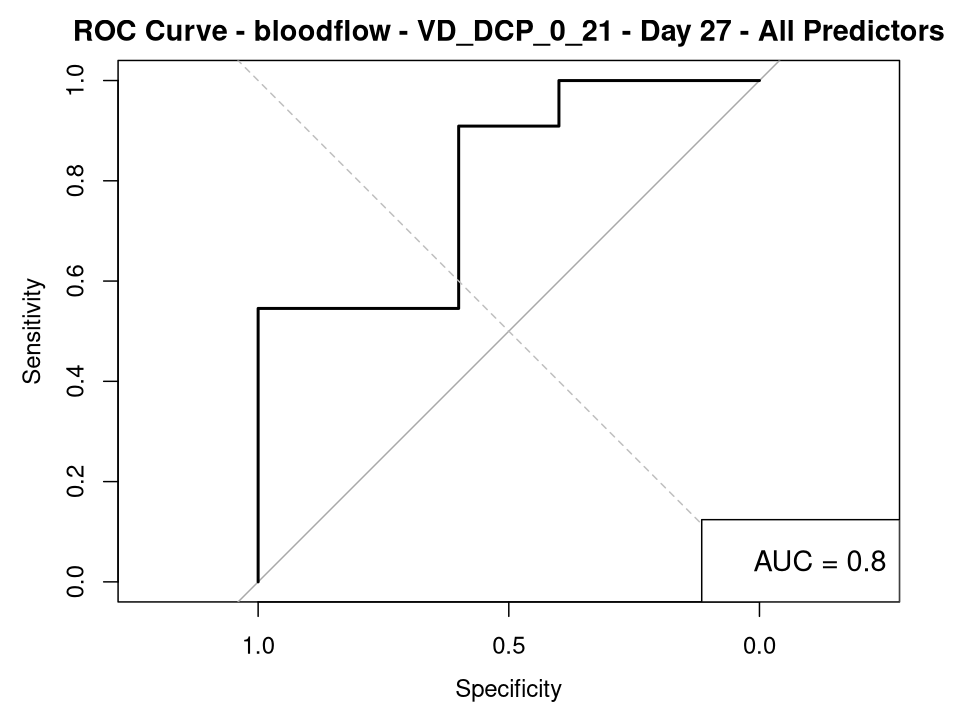 ROC Curve - bloodflow - VD_DCP_0_21 - Day 27 - All Predictors
Sensitivity
1.0
0.8
0.6
0.4
0.2
0.0
AUC = 0.8
1.0 0.5 0.0
Specificity